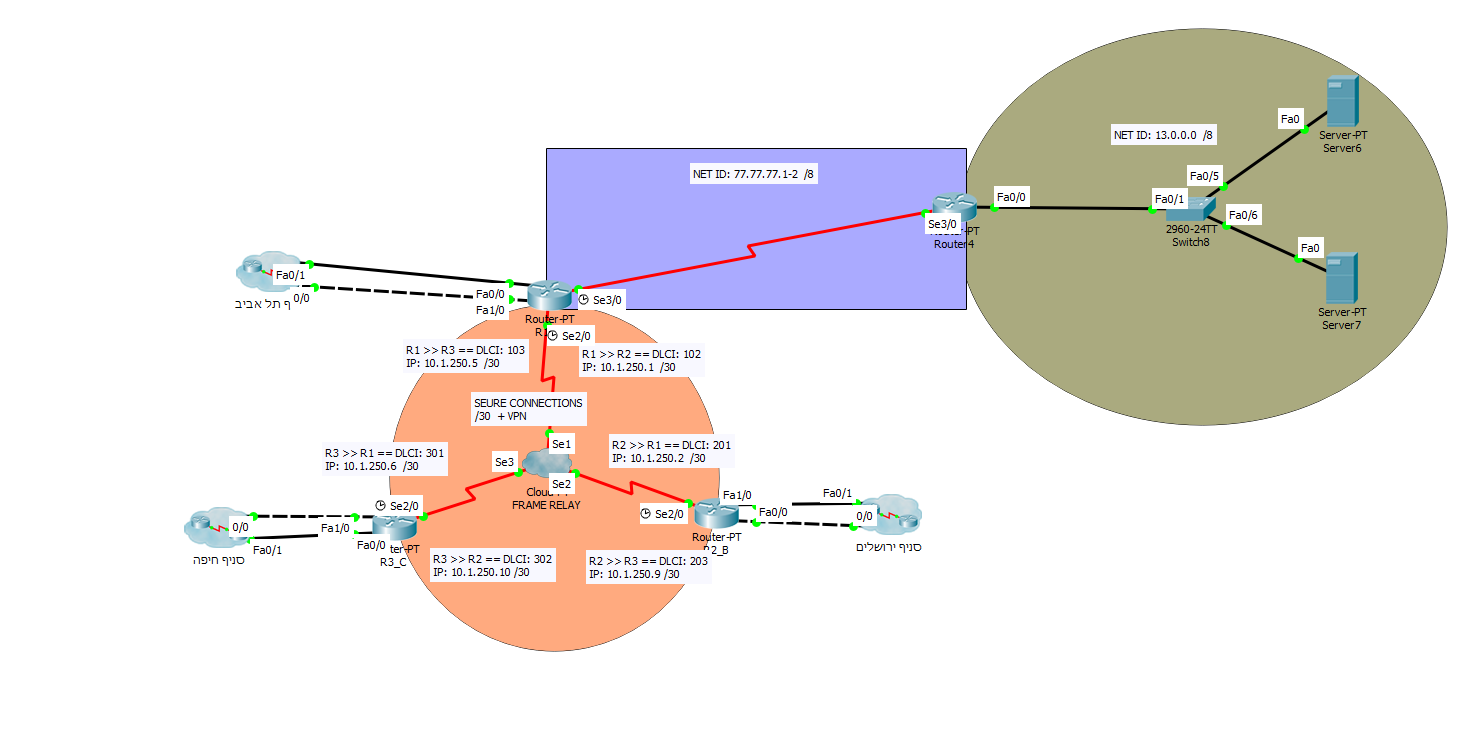 NET ID: 13.0.0.0 /8
Fa0
Server-PT
Server6
Fa0/5
Fa0/1
Fa0/6
2960-24TT
Switch8
Fa0
Server-PT
Server7
NET ID: 77.77.77.1-2 /8
Fa0/0
Se3/0
Router4
Fa0/1
0/0
ף תל אביב
Fa0/0
Fa1/0
Se3/0
Router-PT
Se2/0
R1 >> R3 == DLCI: 103
IP: 10.1.250.5 /30
R1 >> R2 == DLCI: 102
IP: 10.1.250.1 /30
SEURE CONNECTIONS
/30 + VPN
Se1
Se3
Se2
FRAME RELAY
R3 >> R1 == DLCI: 301
IP: 10.1.250.6 /30
R2 >> R1 == DLCI: 201
IP: 10.1.250.2 /30
Se2/0
0/0
Fa0/1
סניף חיפה
Fa1/0
Fa0/0
ter-PT
R3_C
Se2/0
Fa1/0
Fa0/0
Router-PT
Fa0/1
0/0
סניף ירושלים
R3 >> R2 == DLCI: 302
IP: 10.1.250.10 /30
R2 >> R3 == DLCI: 203
IP: 10.1.250.9 /30